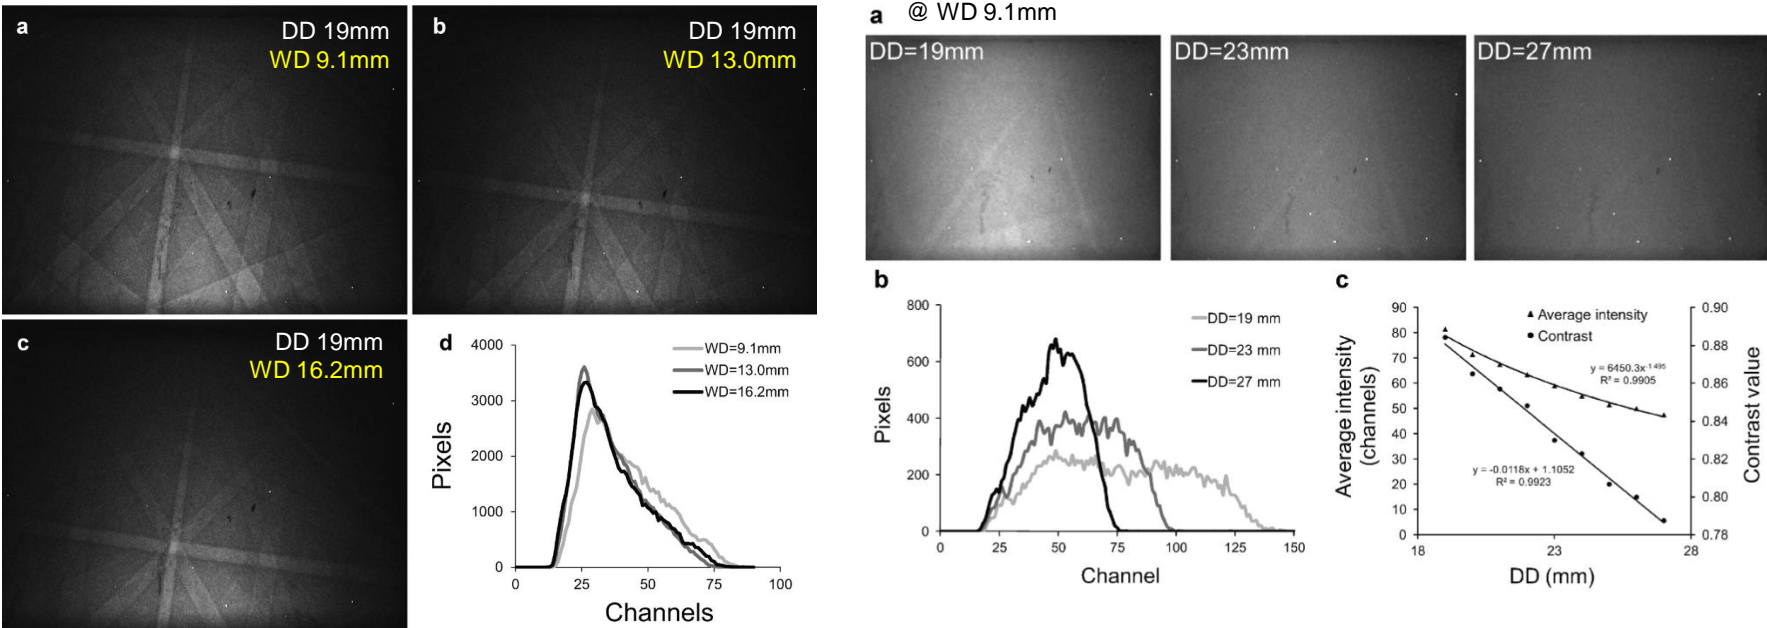 a
DD 19mm
WD 9.1mm
b
DD 19mm
WD 13.0mm
c
DD 19mm
WD 16.2mm
d
4000
3000
2000
1000
0
Pixels
0 25 50 75 100
Channels
WD=9.1mm
WD=13.0mm
WD=16.2mm
a @ WD 9.1mm
DD=19mm
DD=23mm
DD=27mm
b
800
600
400
200
0
Pixels
0 25 50 75 100 125 150
Channel
DD=19 mm
DD=23 mm
DD=27 mm
c
Average intensity
(channels)
90
80
70
60
50
40
30
20
10
0
18 23 28
DD (mm)
0.90
0.88
0.86
0.84
0.82
0.80
0.78
Contrast value
Average intensity
Contrast
y = 6450.3x-1.495
R² = 0.9905
y = -0.0118x + 1.1052
R² = 0.9923